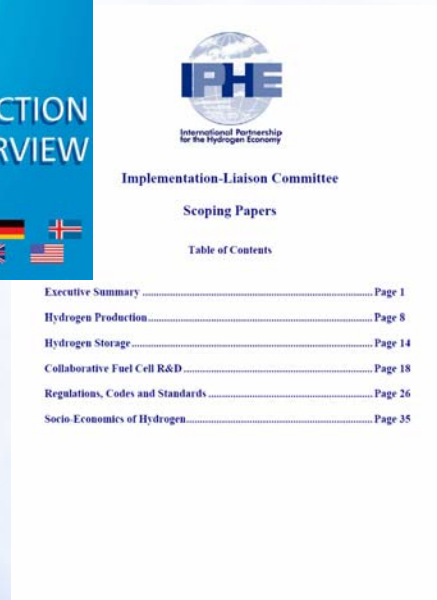 CTION
RVIEW
IPHE
International Partnership
for the Hydrogen Economy
Implementation-Liaison Committee
Scoping Papers
Table of Contents
Executive Summary ........ Page 1
Hydrogen Production ........ Page 8
Hydrogen Storage ........ Page 14
Collaborative Fuel Cell R&D ........ Page 18
Regulations, Codes and Standards ........ Page 26
Socio-Economics of Hydrogen ........ Page 35